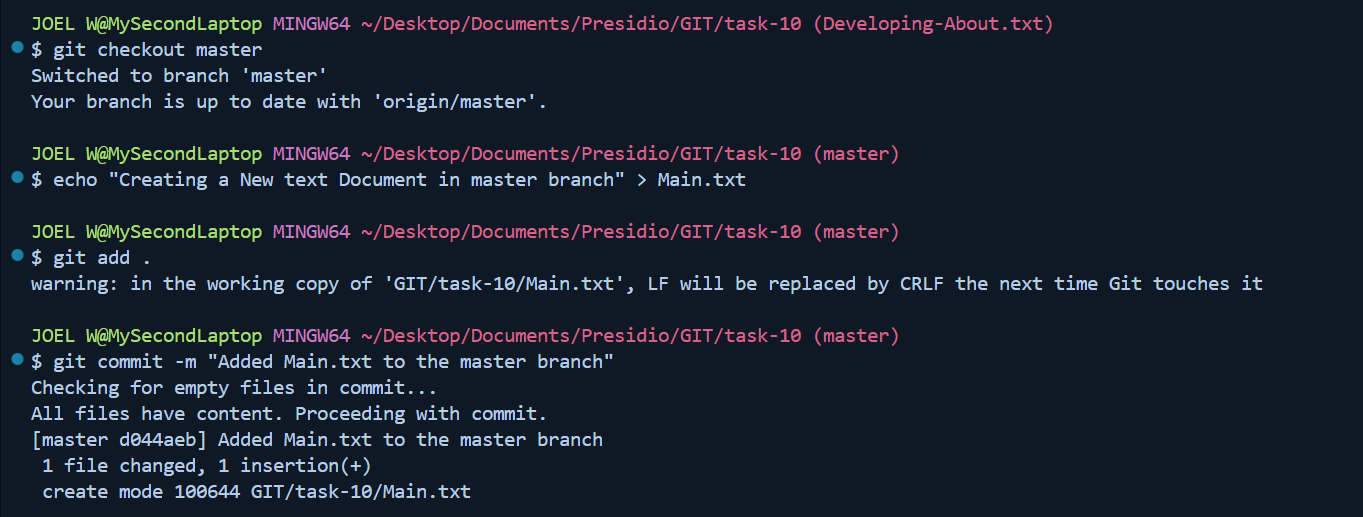 JOEL W@MySecondLaptop MINGW64 ~/Desktop/Documents/Presidio/GIT/task-10 (Developing-About.txt)
$ git checkout master
Switched to branch 'master'
Your branch is up to date with 'origin/master'.
JOEL W@MySecondLaptop MINGW64 ~/Desktop/Documents/Presidio/GIT/task-10 (master)
$ echo "Creating a New text Document in master branch" > Main.txt
JOEL W@MySecondLaptop MINGW64 ~/Desktop/Documents/Presidio/GIT/task-10 (master)
$ git add .
warning: in the working copy of 'GIT/task-10/Main.txt', LF will be replaced by CRLF the next time Git touches it
JOEL W@MySecondLaptop MINGW64 ~/Desktop/Documents/Presidio/GIT/task-10 (master)
$ git commit -m "Added Main.txt to the master branch"
Checking for empty files in commit...
All files have content. Proceeding with commit.
[master d044aeb] Added Main.txt to the master branch
 1 file changed, 1 insertion(+)
 create mode 100644 GIT/task-10/Main.txt